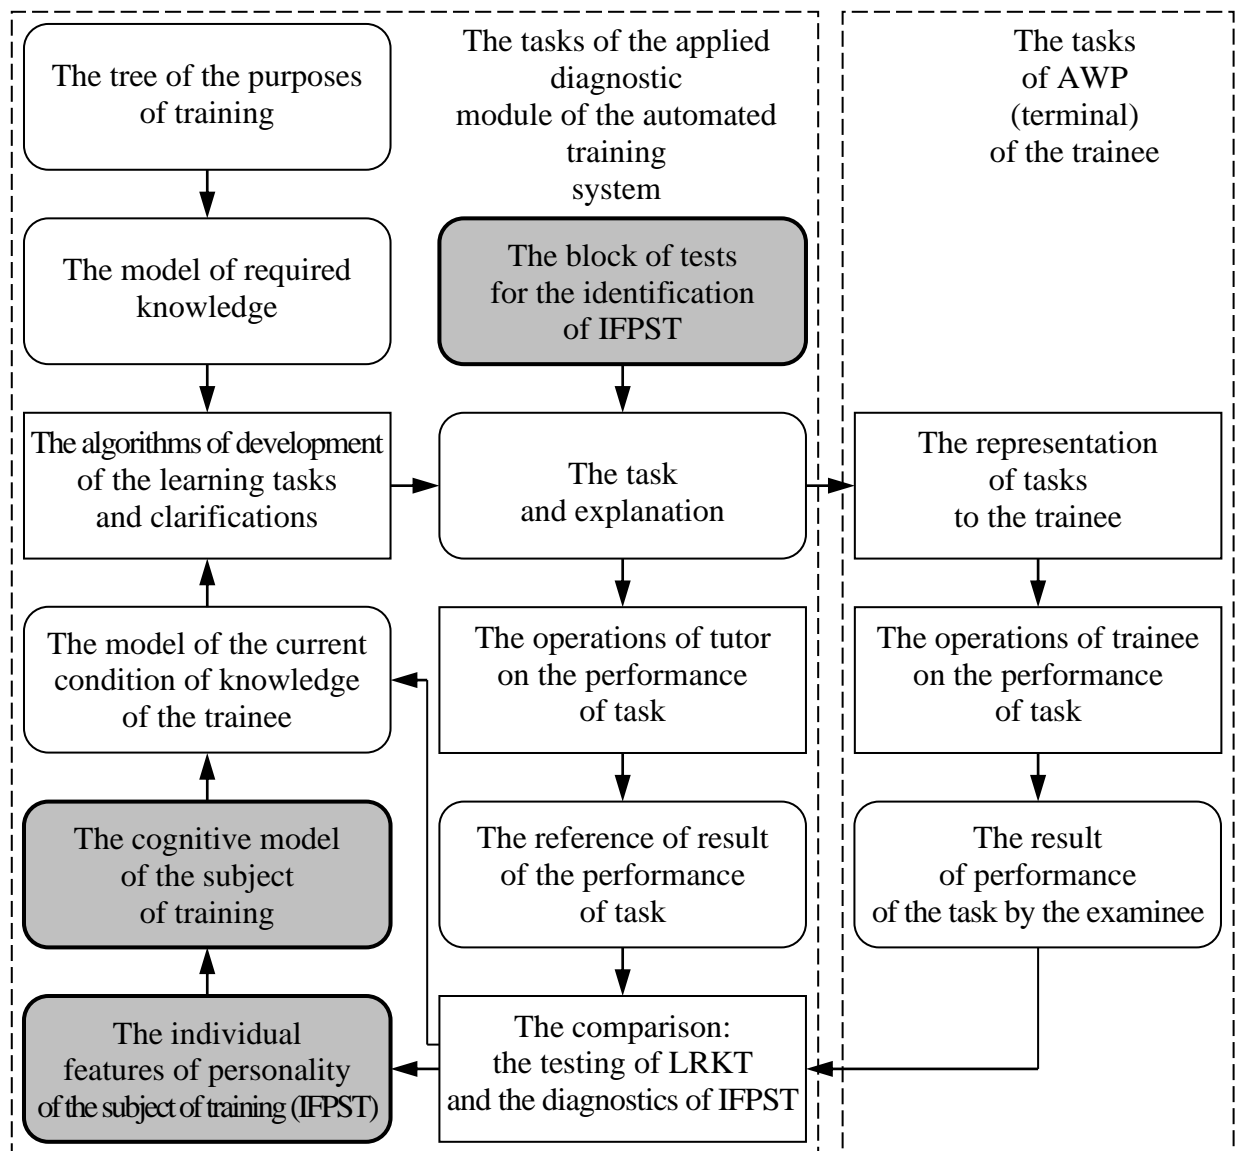 The tree of the purposes
of training
The tasks of the applied
diagnostic
module of the automated
training
system
The tasks
of AWP
(terminal)
of the trainee
The model of required
knowledge
The block of tests
for the identification
of IFPST
The algorithms of development
of the learning tasks
and clarifications
The task
and explanation
The representation
of tasks
to the trainee
The model of the current
condition of knowledge
of the trainee
The operations of tutor
on the performance
of task
The operations of trainee
on the performance
of task
The cognitive model
of the subject
of training
The reference of result
of the performance
of task
The result
of performance
of the task by the examinee
The individual
features of personality
of the subject of training (IFPST)
The comparison:
the testing of LRKT
and the diagnostics of IFPST